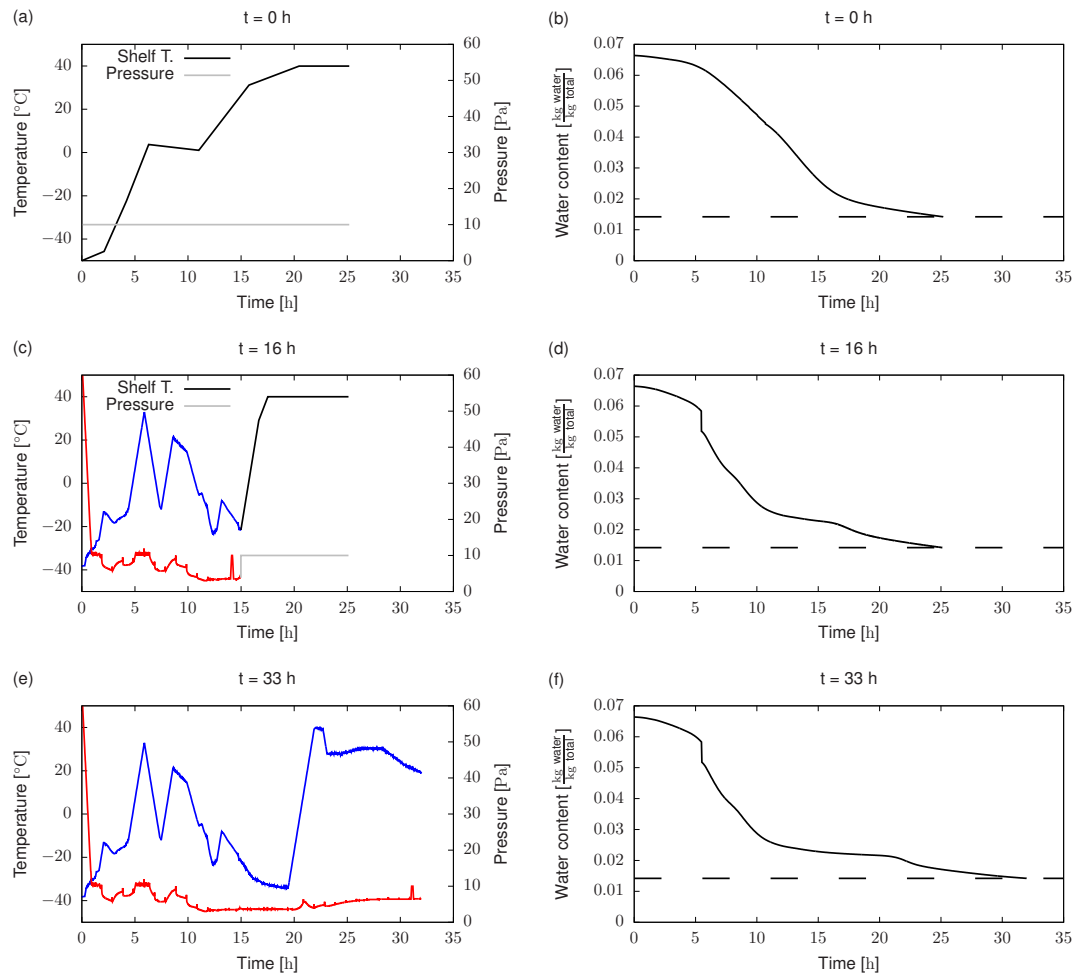 (a)
t = 0 h
Shelf T.
Pressure
Temperature [°C]
40
20
0
−20
−40
Pressure [Pa]
60
50
40
30
20
10
0
0 5 10 15 20 25 30 35
Time [h]
(b)
t = 0 h
Water content [kg water/kg total]
0.07
0.06
0.05
0.04
0.03
0.02
0.01
0
0 5 10 15 20 25 30 35
Time [h]
(c)
t = 16 h
Shelf T.
Pressure
Temperature [°C]
40
20
0
−20
−40
Pressure [Pa]
60
50
40
30
20
10
0
0 5 10 15 20 25 30 35
Time [h]
(d)
t = 16 h
Water content [kg water/kg total]
0.07
0.06
0.05
0.04
0.03
0.02
0.01
0
0 5 10 15 20 25 30 35
Time [h]
(e)
t = 33 h
Temperature [°C]
40
20
0
−20
−40
Pressure [Pa]
60
50
40
30
20
10
0
0 5 10 15 20 25 30 35
Time [h]
(f)
t = 33 h
Water content [kg water/kg total]
0.07
0.06
0.05
0.04
0.03
0.02
0.01
0
0 5 10 15 20 25 30 35
Time [h]